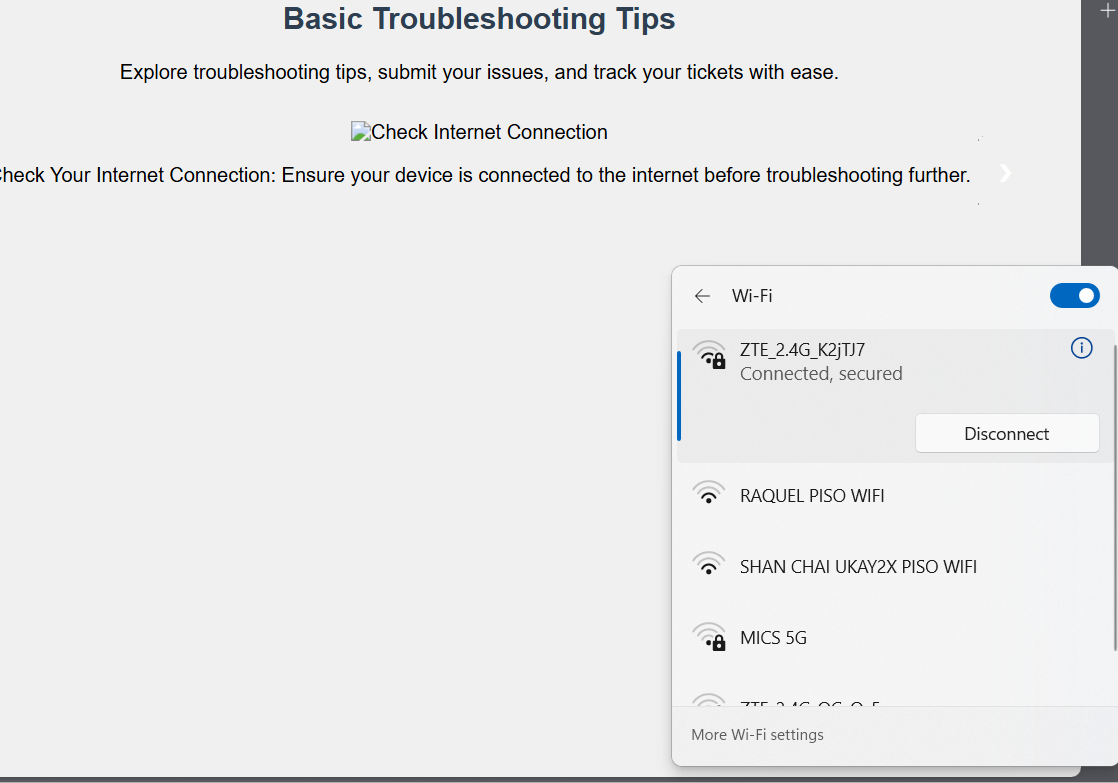 Basic Troubleshooting Tips
Explore troubleshooting tips, submit your issues, and track your tickets with ease.
Check Internet Connection
heck Your Internet Connection: Ensure your device is connected to the internet before troubleshooting further.
Wi-Fi
ZTE_2.4G_K2jTJ7
Connected, secured
Disconnect
RAQUEL PISO WIFI
SHAN CHAI UKAY2X PISO WIFI
MICS 5G
More Wi-Fi settings